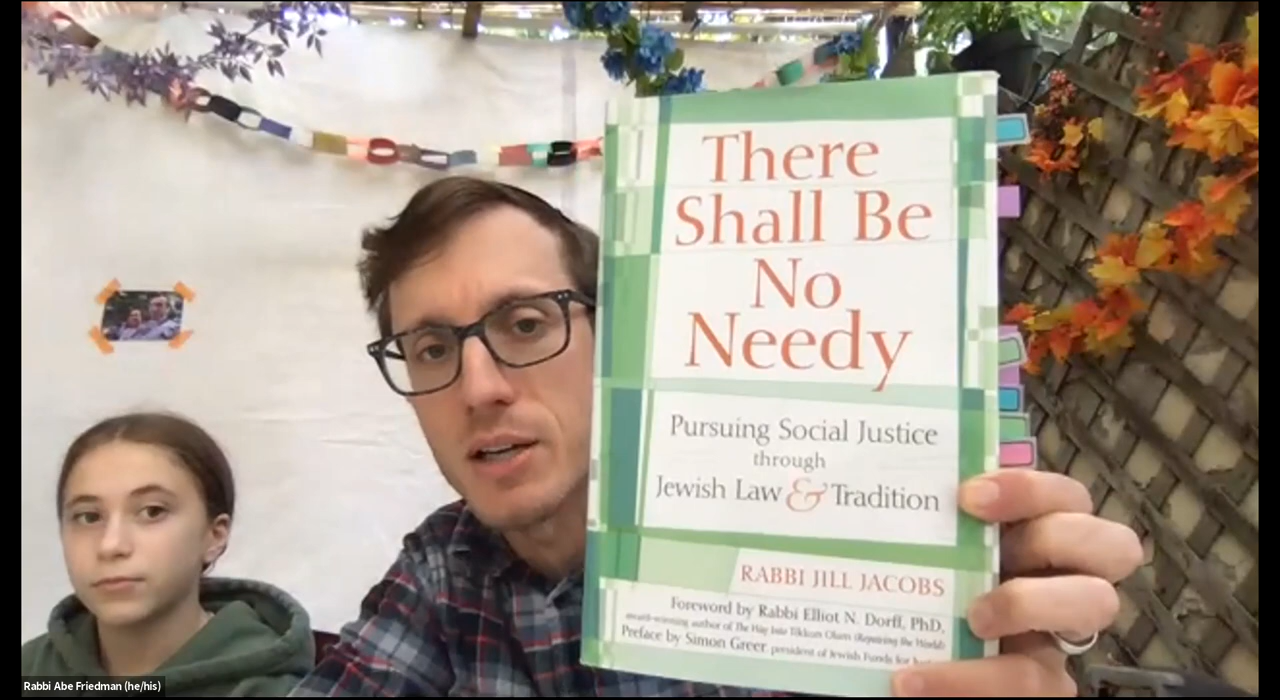 There
Shall Be
No
Needy
Pursuing Social Justice
through
Jewish Law & Tradition
RABBI JILL JACOBS
Foreword by Rabbi Elliot N. Dorff, PhD,
award-winning author of The Way Into Tikkun Olam (Repairing the World)
Preface by Simon Greer, president of Jewish Funds for
Rabbi Abe Friedman (he/his)